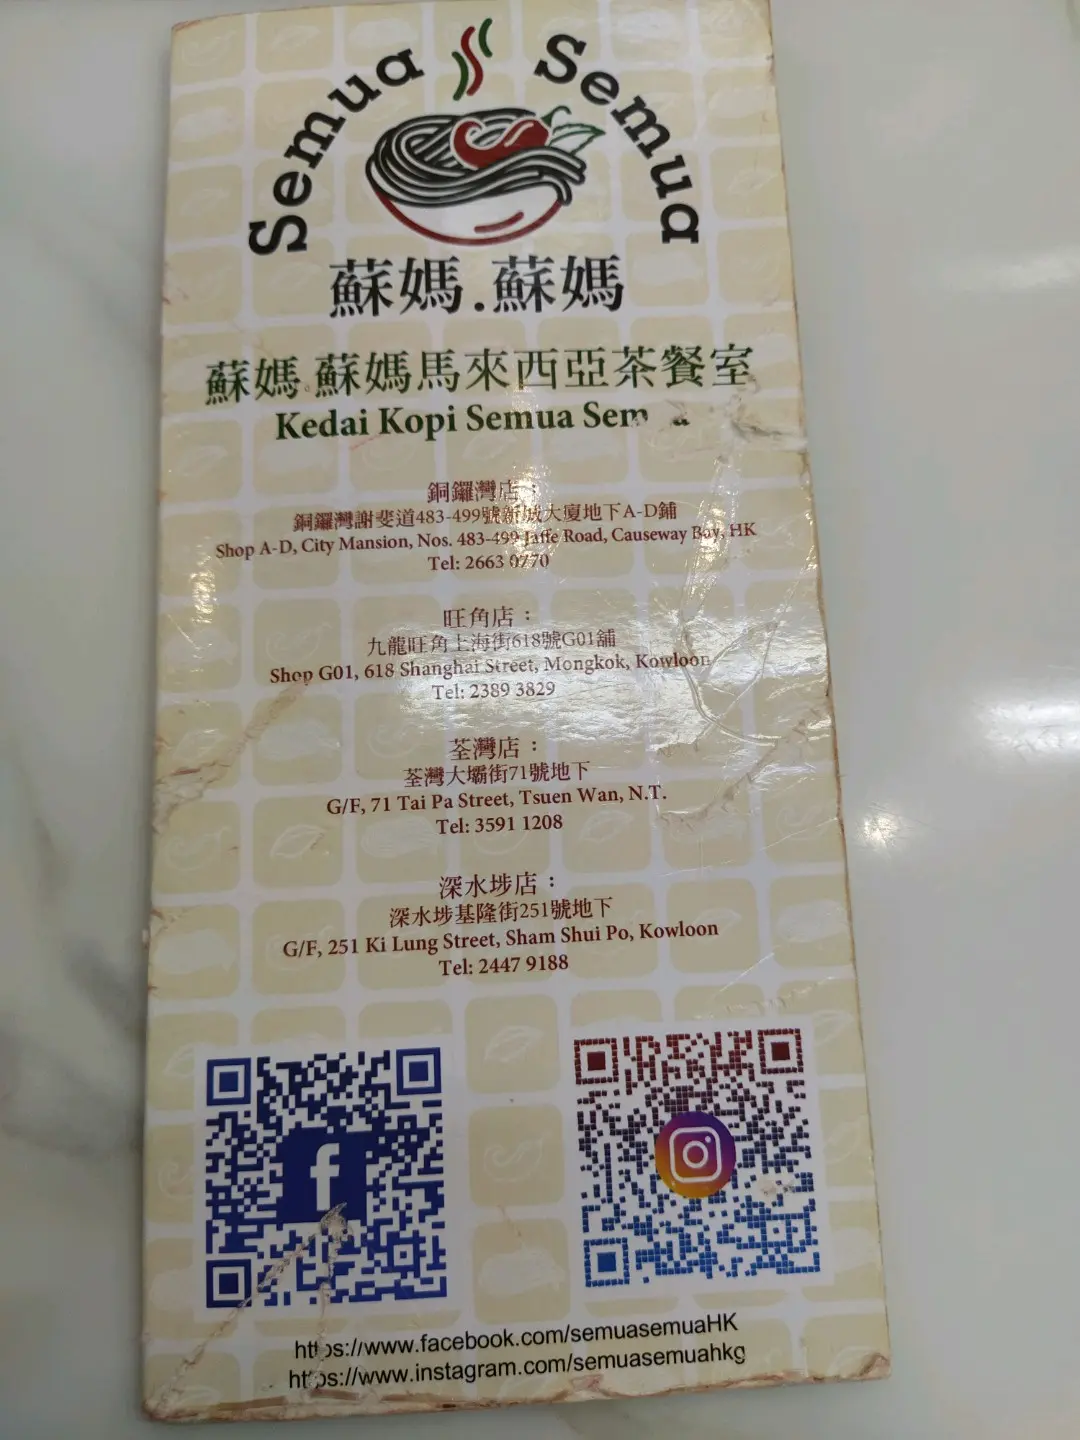 Semua Semua
蘇媽.蘇媽
蘇媽.蘇媽馬來西亞茶餐室
Kedai Kopi Semua
銅鑼灣店：
銅鑼灣謝斐道483-499號新城大廈地下A-D鋪
Shop A-D, City Mansion, Nos. 483-499 Jaffe Road, Causeway Bay, HK
Tel: 2663 0770
旺角店：
九龍旺角上海街618號G01舖
Shop G01, 618 Shanghai Street, Mongkok, Kowloon
Tel: 2389 3829
荃灣店：
荃灣大壩街71號地下
G/F, 71 Tai Pa Street, Tsuen Wan, N.T.
Tel: 3591 1208
深水埗店：
深水埗基隆街251號地下
G/F, 251 Ki Lung Street, Sham Shui Po, Kowloon
Tel: 2447 9188
f
https://www.facebook.com/semuasemuaHK
https://www.instagram.com/semuasemuahkg